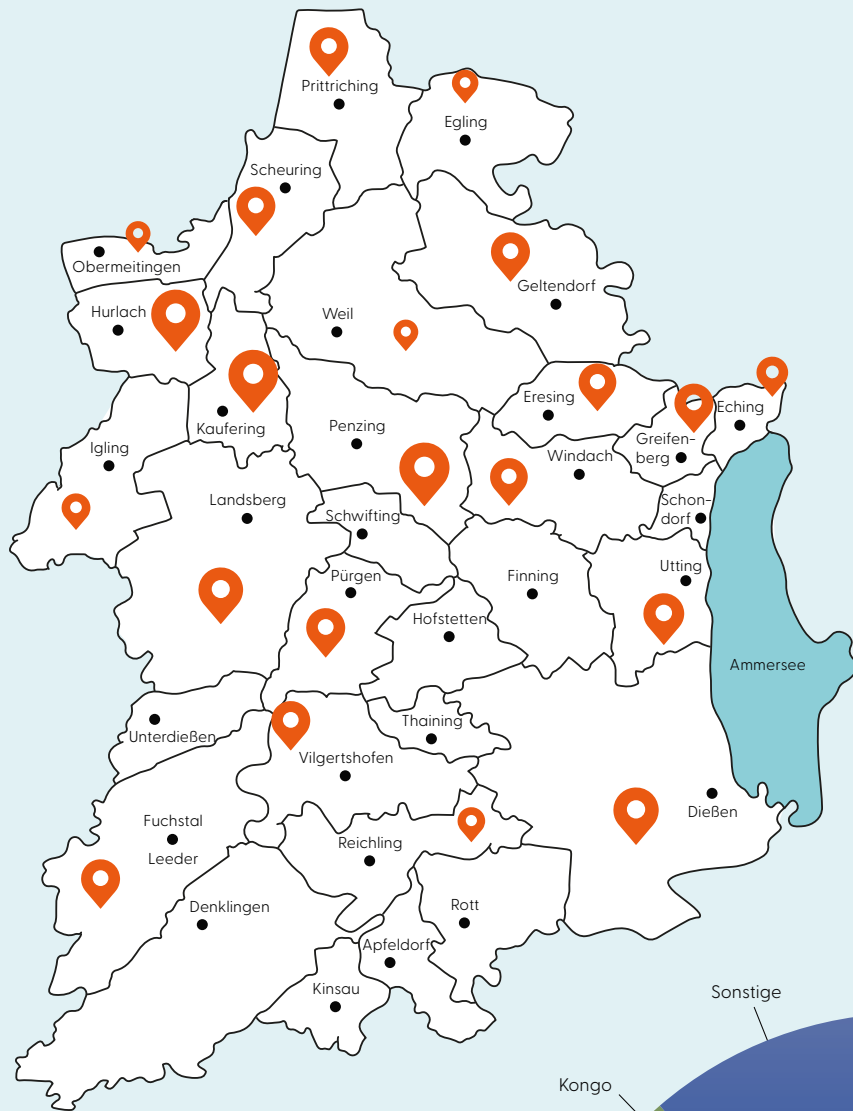 Prittriching
Egling
Scheuring
Obermeitingen
Geltendorf
Hurlach
Weil
Eresing
Eching
Kaufering
Penzing
Greifen-
berg
Igling
Windach
Landsberg
Schwifting
Schon-
dorf
Pürgen
Finning
Utting
Hofstetten
Ammersee
Unterdießen
Thaining
Vilgertshofen
Dießen
Fuchstal
Leeder
Reichling
Denklingen
Rott
Apfeldorf
Kinsau
Sonstige
Kongo